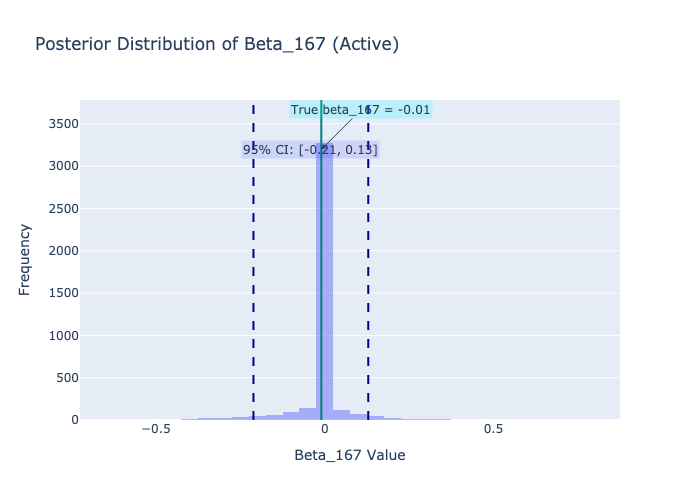 Posterior Distribution of Beta_167 (Active)
True beta_167 = -0.01
95% CI: [-0.21, 0.13]
3500
3000
2500
2000
1500
1000
500
0
Frequency
−0.5
0
0.5
Beta_167 Value